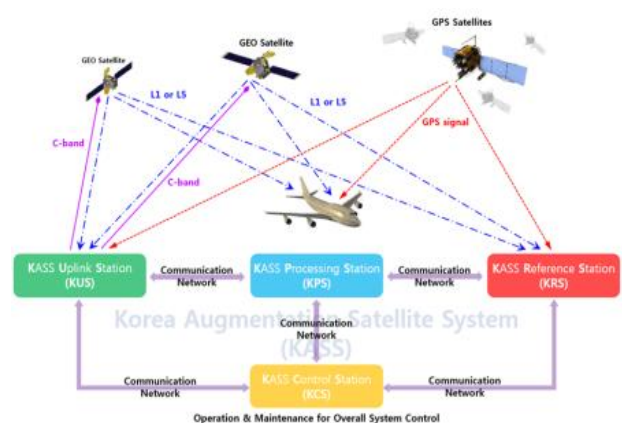 GPS Satellites
GEO Satellite
GEO Satellite
L1 or L5
L1 or L5
C-band
GPS signal
C-band
KASS Uplink Station
(KUS)
Communication
Network
KASS Processing Station
(KPS)
Communication
Network
KASS Reference Station
(KRS)
Korea Augmentation Satellite System
(KASS)
Communication
Network
Communication
Network
KASS Control Station
(KCS)
Communication
Network
Operation & Maintenance for Overall System Control